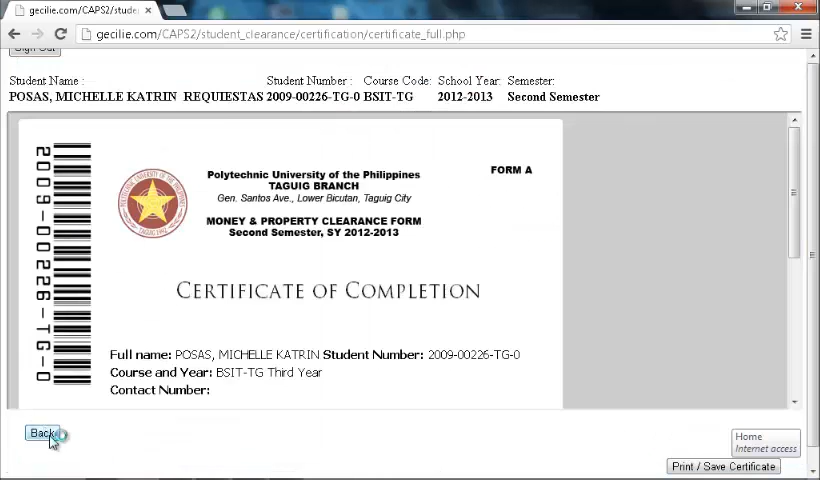 gecilie.com/CAPS2/stude
gecilie.com/CAPS2/student_clearance/certification/certificate_full.php
Sign Out
Student Name : Student Number : Course Code: School Year: Semester:
POSAS, MICHELLE KATRIN REQUIESTAS 2009-00226-TG-0 BSIT-TG 2012-2013 Second Semester
2009-00226-TG-0
Polytechnic University of the Philippines
TAGUIG BRANCH
Gen. Santos Ave., Lower Bicutan, Taguig City
FORM A
MONEY & PROPERTY CLEARANCE FORM
Second Semester, SY 2012-2013
CERTIFICATE OF COMPLETION
Full name: POSAS, MICHELLE KATRIN Student Number: 2009-00226-TG-0
Course and Year: BSIT-TG Third Year
Contact Number:
Back
Home
Internet access
Print / Save Certificate